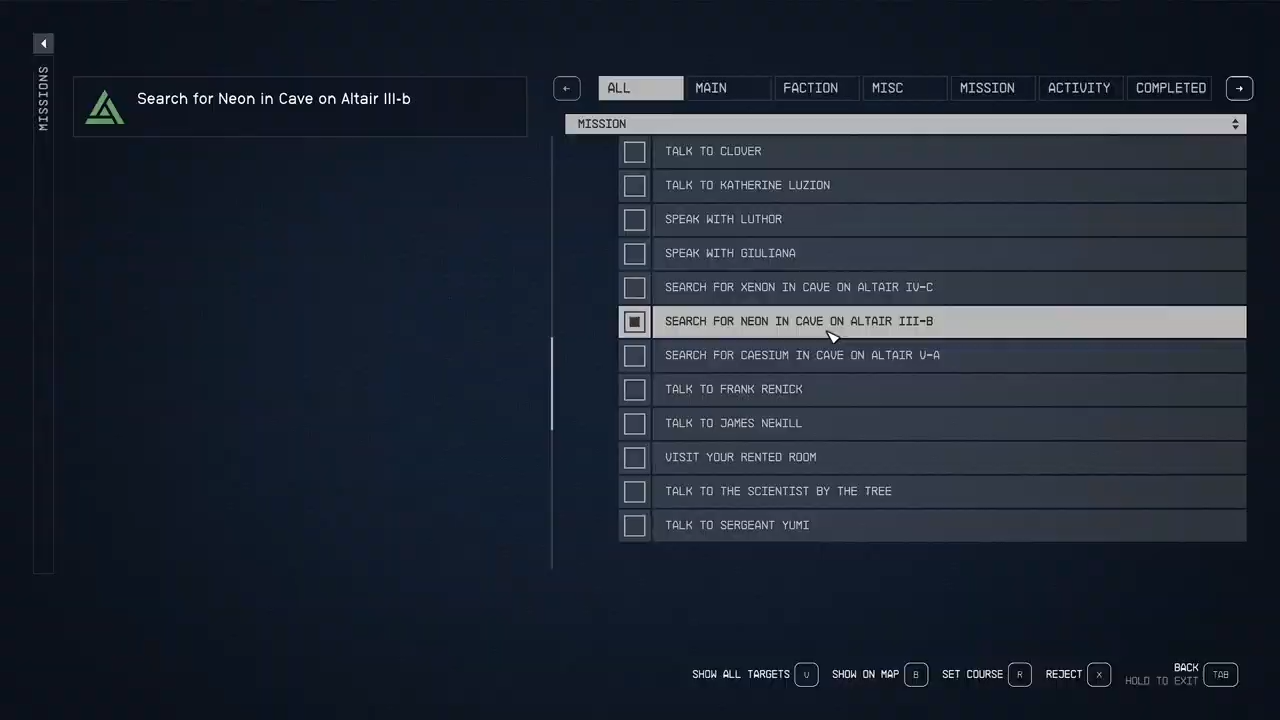 MISSIONS
Search for Neon in Cave on Altair III-b
ALL MAIN FACTION MISC MISSION ACTIVITY COMPLETED
MISSION
TALK TO CLOVER
TALK TO KATHERINE LUZION
SPEAK WITH LUTHOR
SPEAK WITH GIULIANA
SEARCH FOR XENON IN CAVE ON ALTAIR IV-C
SEARCH FOR NEON IN CAVE ON ALTAIR III-B
SEARCH FOR CAESIUM IN CAVE ON ALTAIR V-A
TALK TO FRANK RENICK
TALK TO JAMES NEWILL
VISIT YOUR RENTED ROOM
TALK TO THE SCIENTIST BY THE TREE
TALK TO SERGEANT YUMI
SHOW ALL TARGETS V SHOW ON MAP B SET COURSE R REJECT X BACK TAB
HOLD TO EXIT